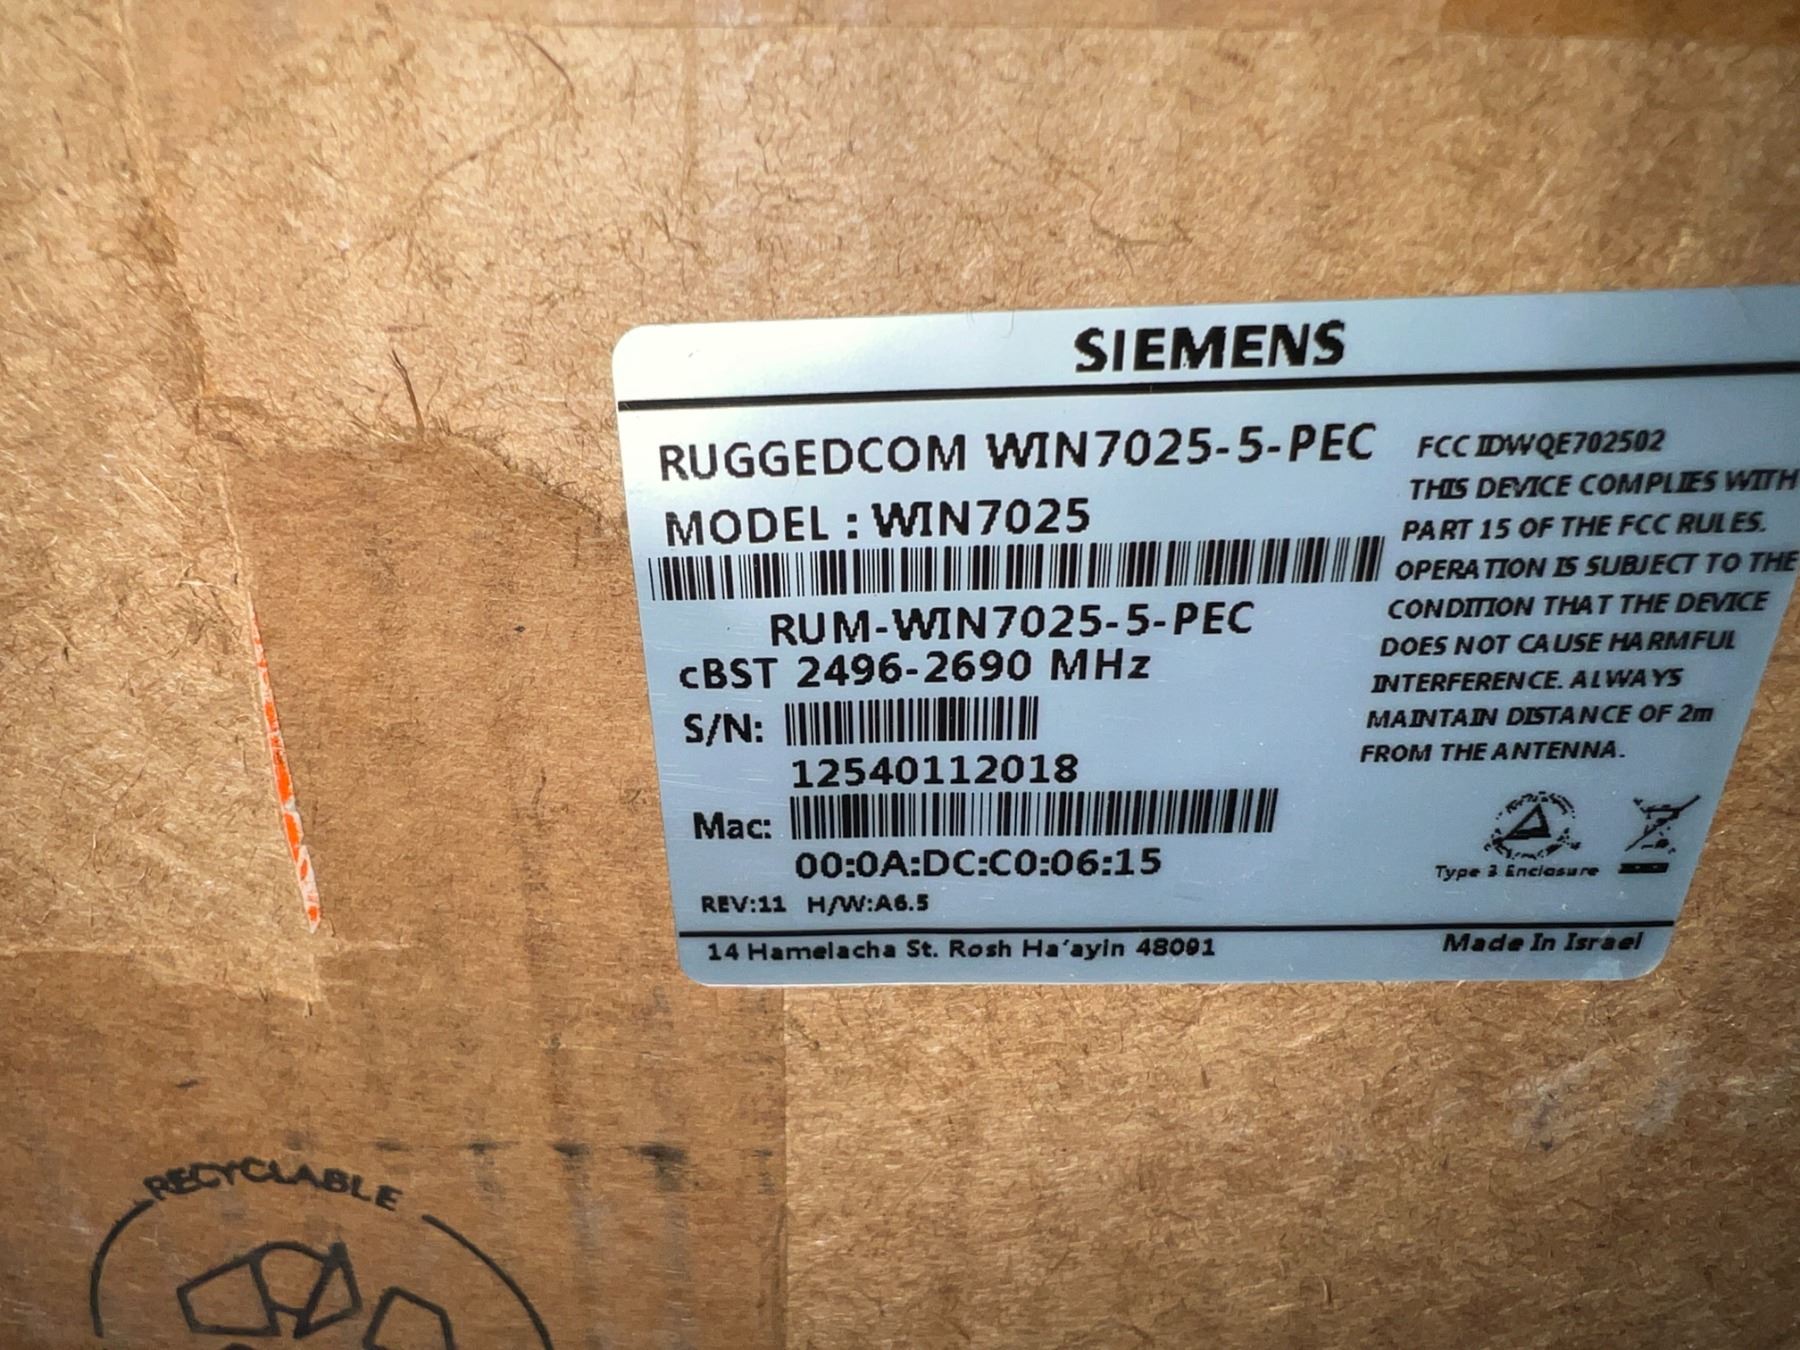 SIEMENS
RUGGEDCOM WIN7025-5-PEC
MODEL : WIN7025
RUM-WIN7025-5-PEC
cBST 2496-2690 MHz
S/N:
12540112018
Mac:
00:0A:DC:C0:06:15
REV:11 H/W:A6.5
FCC IDWQE702502
THIS DEVICE COMPLIES WITH
PART 15 OF THE FCC RULES.
OPERATION IS SUBJECT TO THE
CONDITION THAT THE DEVICE
DOES NOT CAUSE HARMFUL
INTERFERENCE. ALWAYS
MAINTAIN DISTANCE OF 2m
FROM THE ANTENNA.
Type 3 Enclosure
14 Hamelacha St. Rosh Ha'ayin 48091
Made In Israel
RECYCLABLE